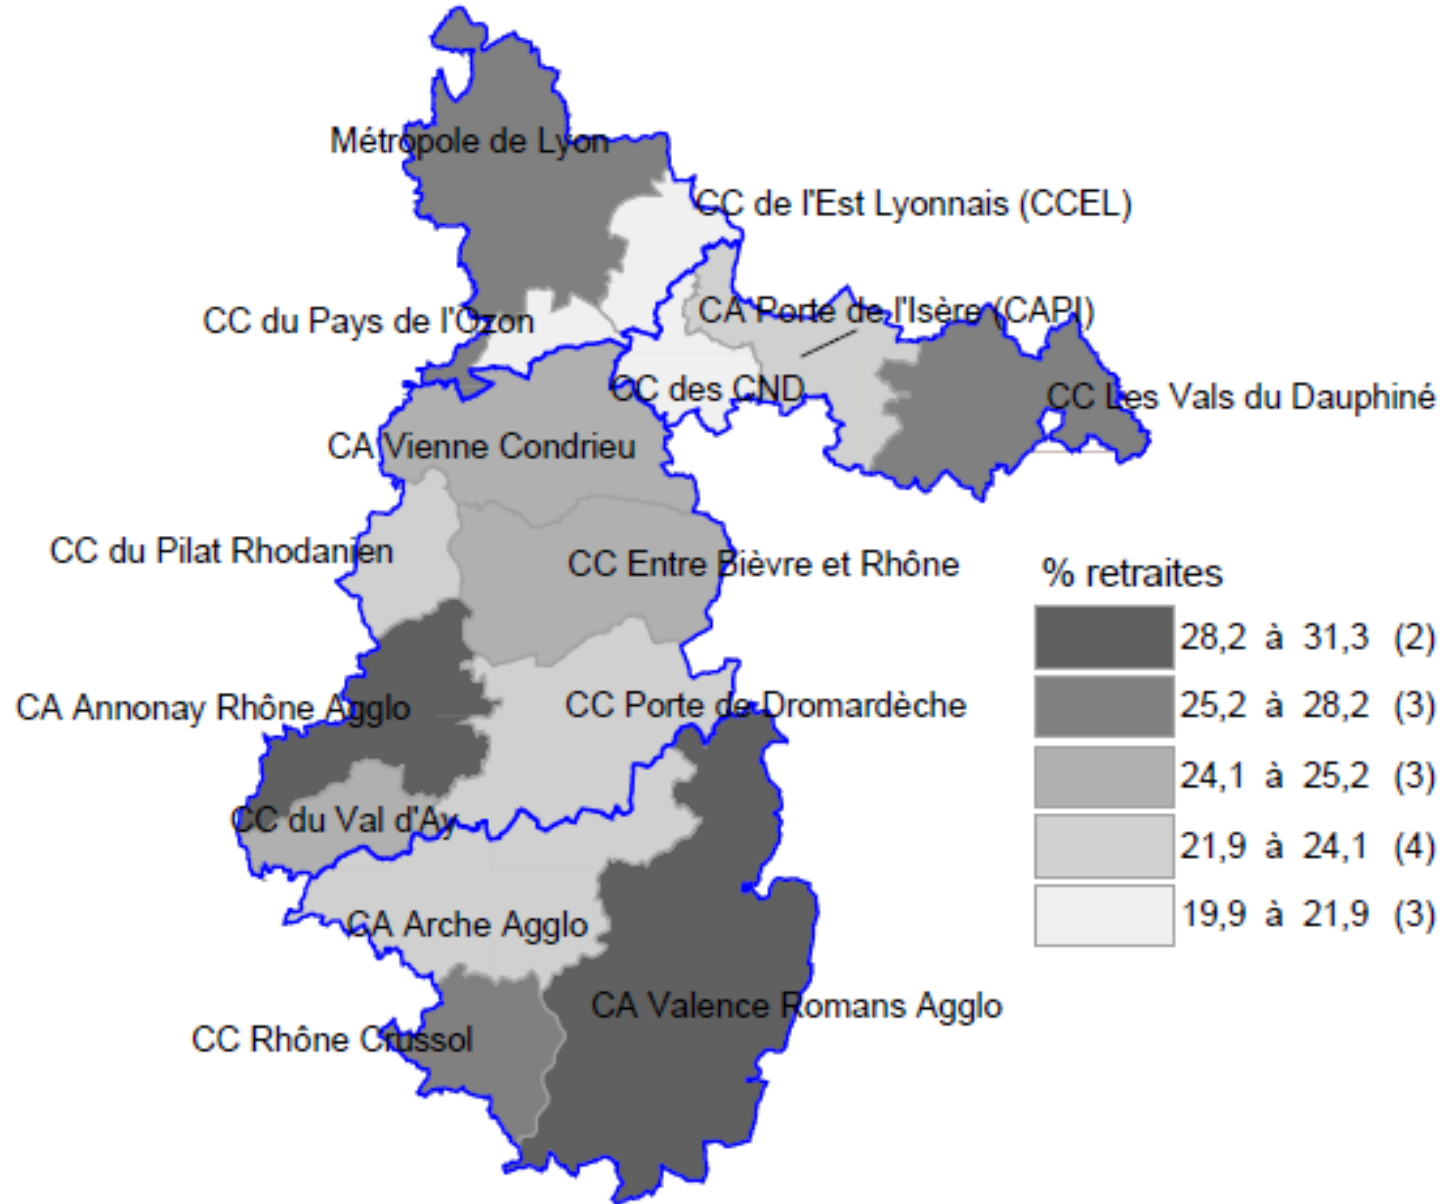 Métropole de Lyon
CC de l'Est Lyonnais (CCEL)
CA Porte de l'Isère (CAPI)
CC du Pays de l'Ozon
CC des CND
CC Les Vals du Dauphiné
CA Vienne Condrieu
CC du Pilat Rhodanien
CC Entre Bièvre et Rhône
% retraites
28,2 à 31,3 (2)
25,2 à 28,2 (3)
24,1 à 25,2 (3)
21,9 à 24,1 (4)
19,9 à 21,9 (3)
CA Annonay Rhône Agglo
CC Porte de Dromardèche
CC du Val d'Ay
CA Arche Agglo
CA Valence Romans Agglo
CC Rhône Crussol